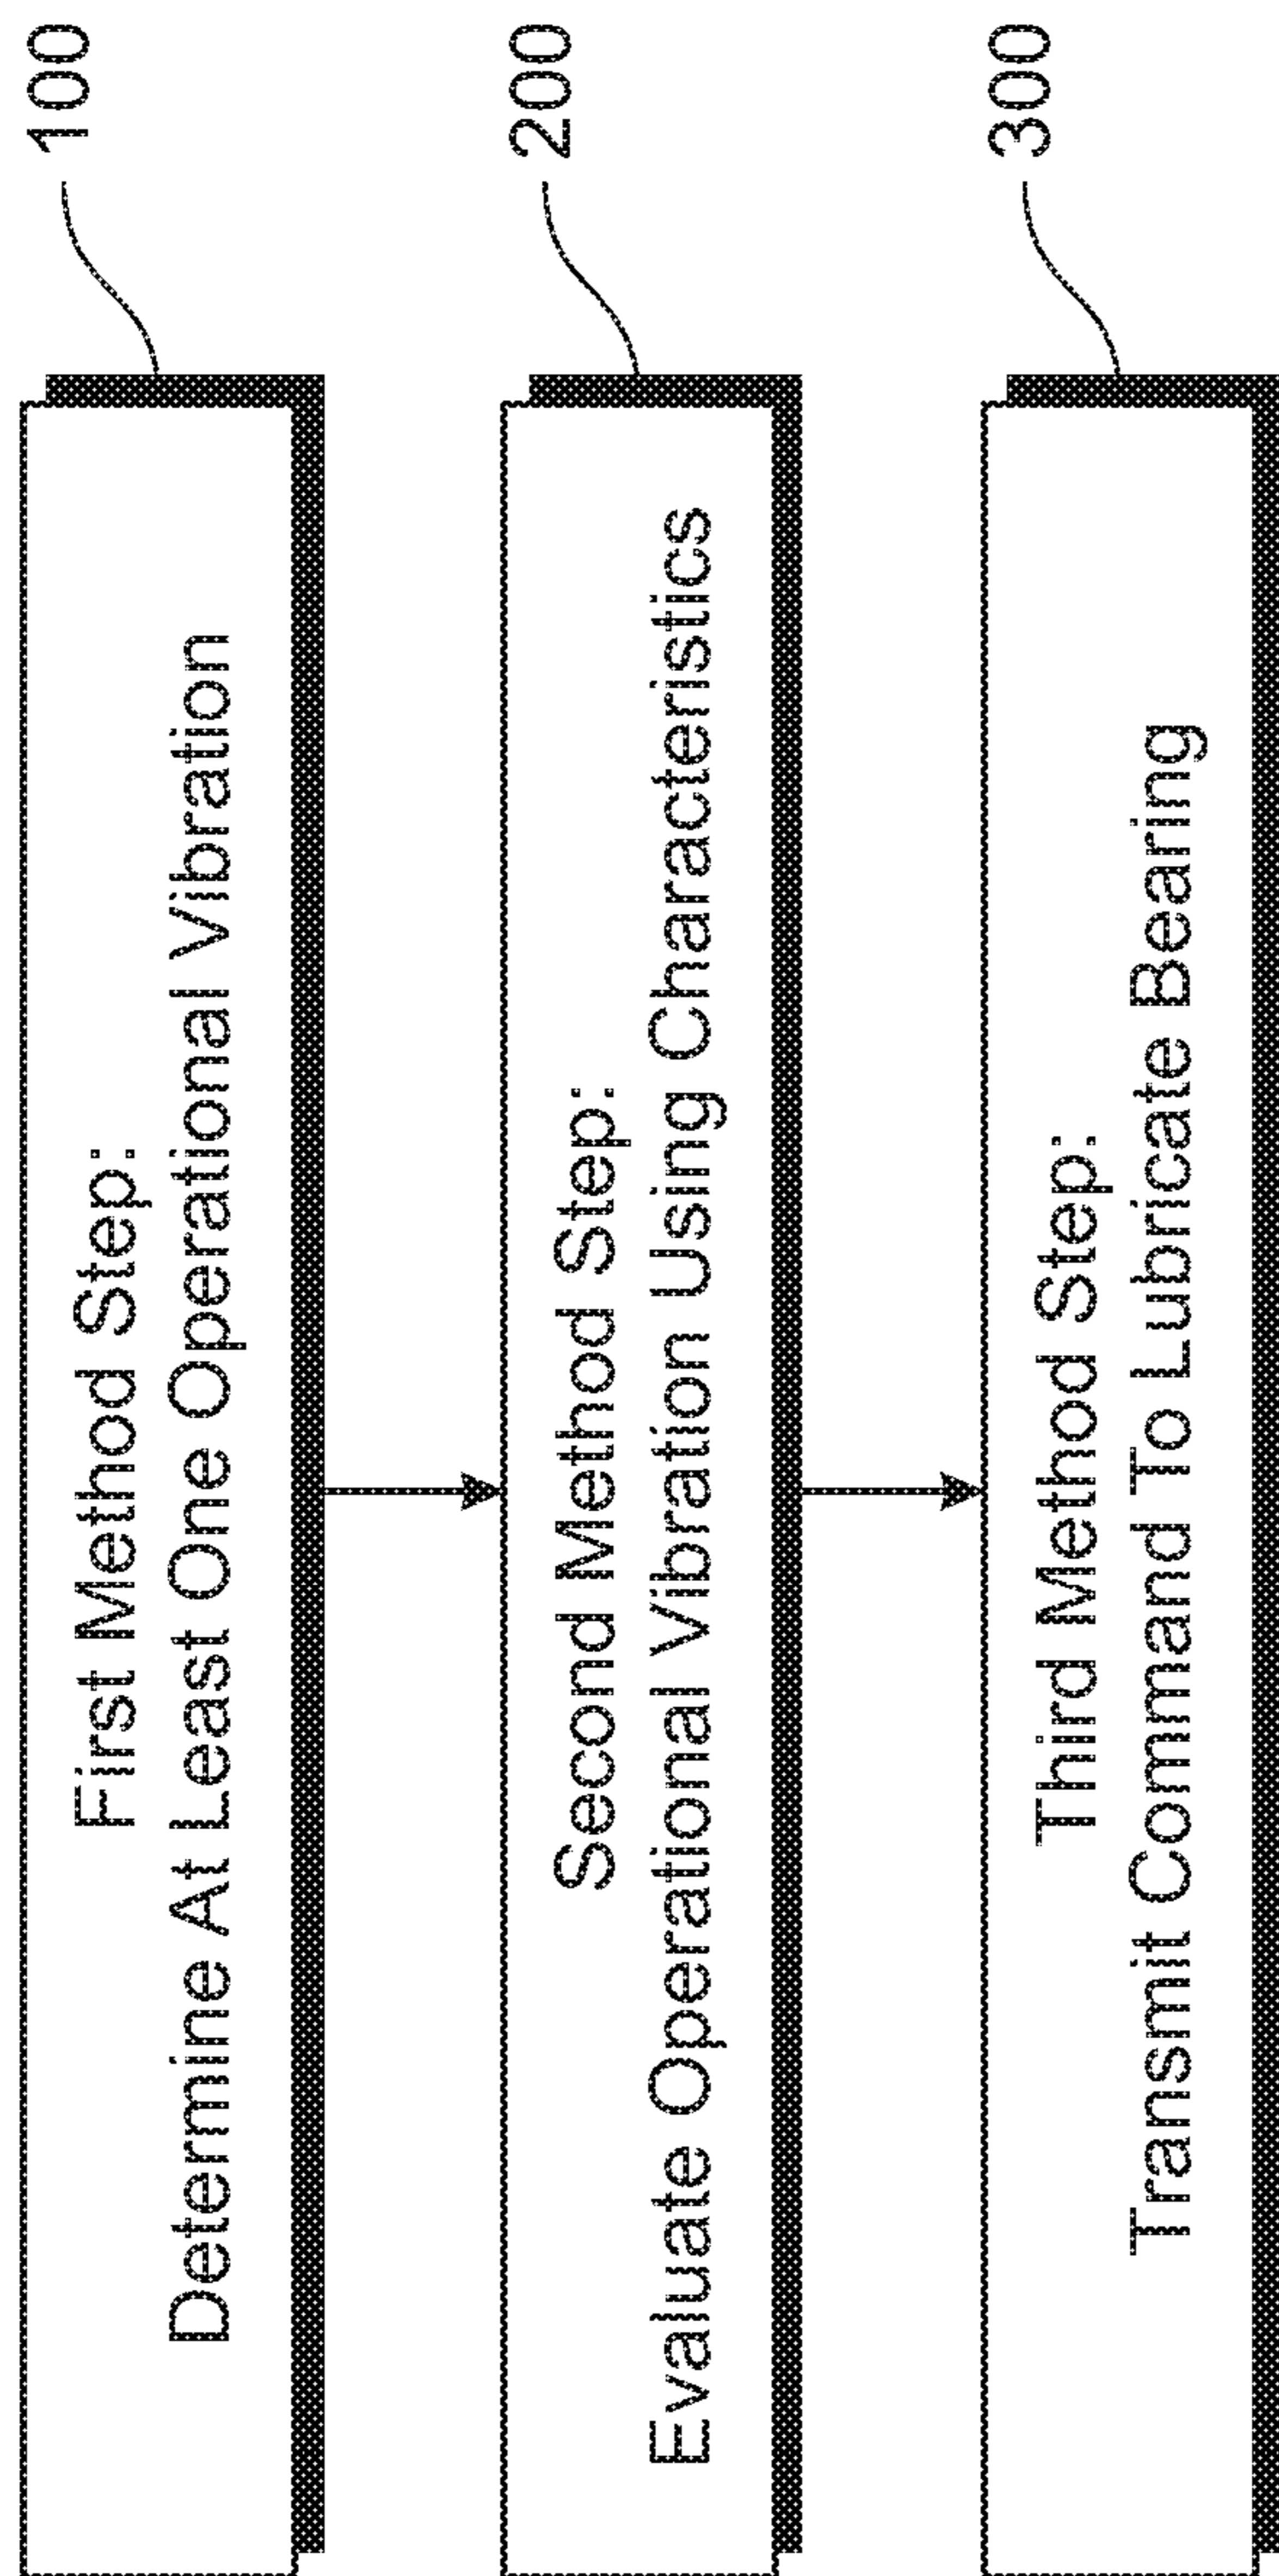 100
First Method Step:
Determine At Least One Operational Vibration
200
Second Method Step:
Evaluate Operational Vibration Using Characteristics
300
Third Method Step:
Transmit Command To Lubricate Bearing